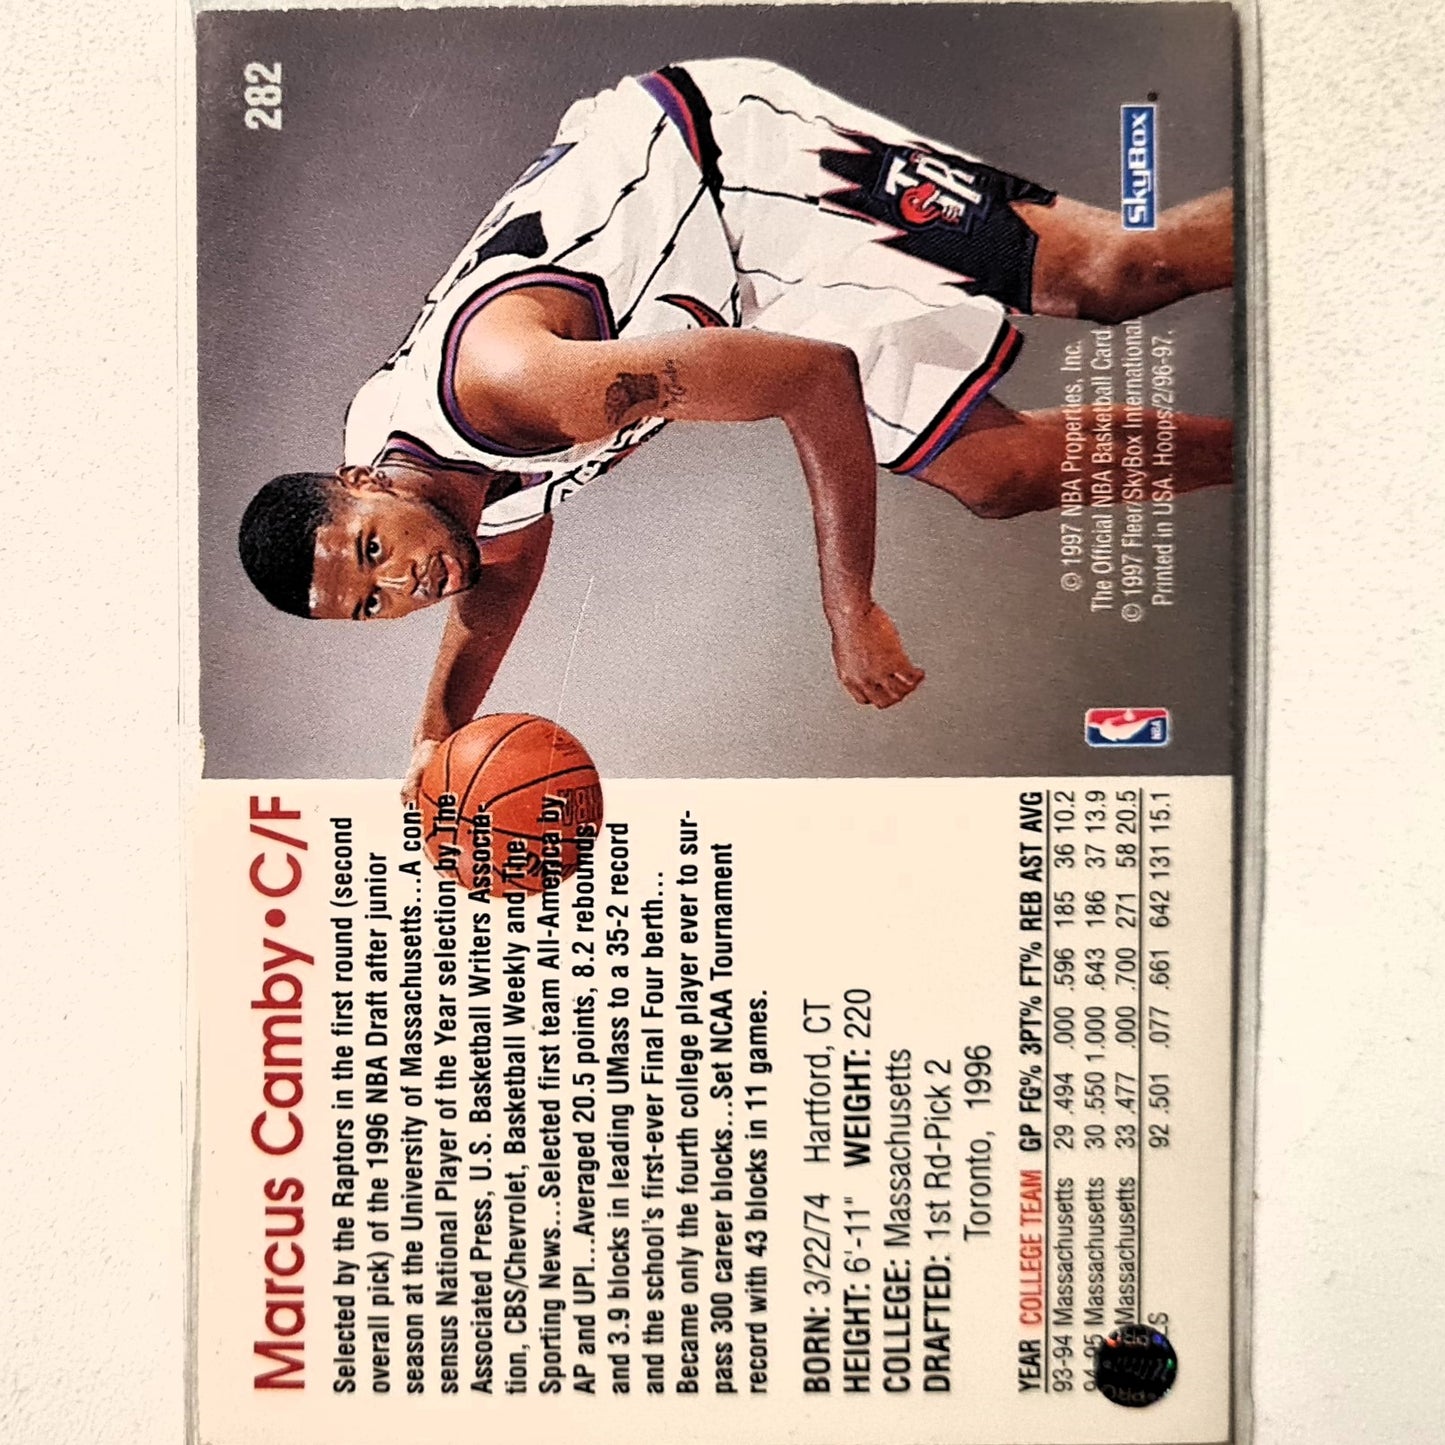 282
SkyBox
© 1997 NBA Properties, Inc.
The Official NBA Basketball Card
© 1997 Fleer/SkyBox International
Printed in USA. Hoops/2/96-97.
NBA
Marcus Camby • C/F
Selected by the Raptors in the first round (second
overall pick) of the 1996 NBA Draft after junior
season at the University of Massachusetts...A con-
sensus National Player of the Year selection by The
Associated Press, U.S. Basketball Writers Associa-
tion, CBS/Chevrolet, Basketball Weekly and The
Sporting News...Selected first team All-America by
AP and UPI...Averaged 20.5 points, 8.2 rebounds
and 3.9 blocks in leading UMass to a 35-2 record
and the school's first-ever Final Four berth...
Became only the fourth college player ever to sur-
pass 300 career blocks...Set NCAA Tournament
record with 43 blocks in 11 games.
BORN: 3/22/74 Hartford, CT
HEIGHT: 6'-11" WEIGHT: 220
COLLEGE: Massachusetts
DRAFTED: 1st Rd-Pick 2
Toronto, 1996
YEAR COLLEGE TEAM GP FG% 3PT% FT% REB AST AVG
93-94 Massachusetts 29 .494 .000 .596 185 36 10.2
94-95 Massachusetts 30 .550 1.000 .643 186 37 13.9
Massachusetts 33 .477 .000 .700 271 58 20.5
92 .501 .077 .661 642 131 15.1